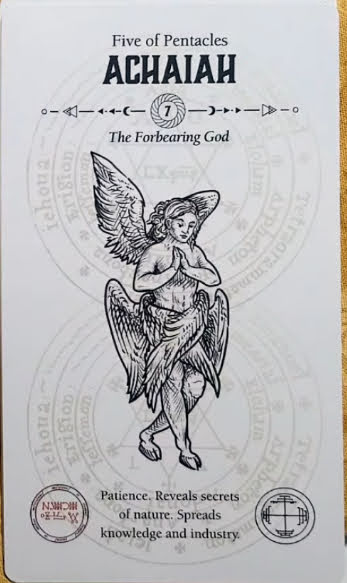 Five of Pentacles
ACHAIAH
7
The Forbearing God
Patience. Reveals secrets
of nature. Spreads
knowledge and industry.